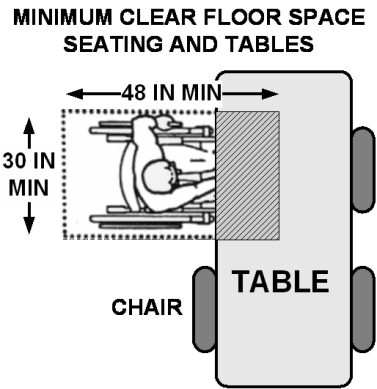 MINIMUM CLEAR FLOOR SPACE
SEATING AND TABLES
48 IN MIN
30 IN
MIN
TABLE
CHAIR